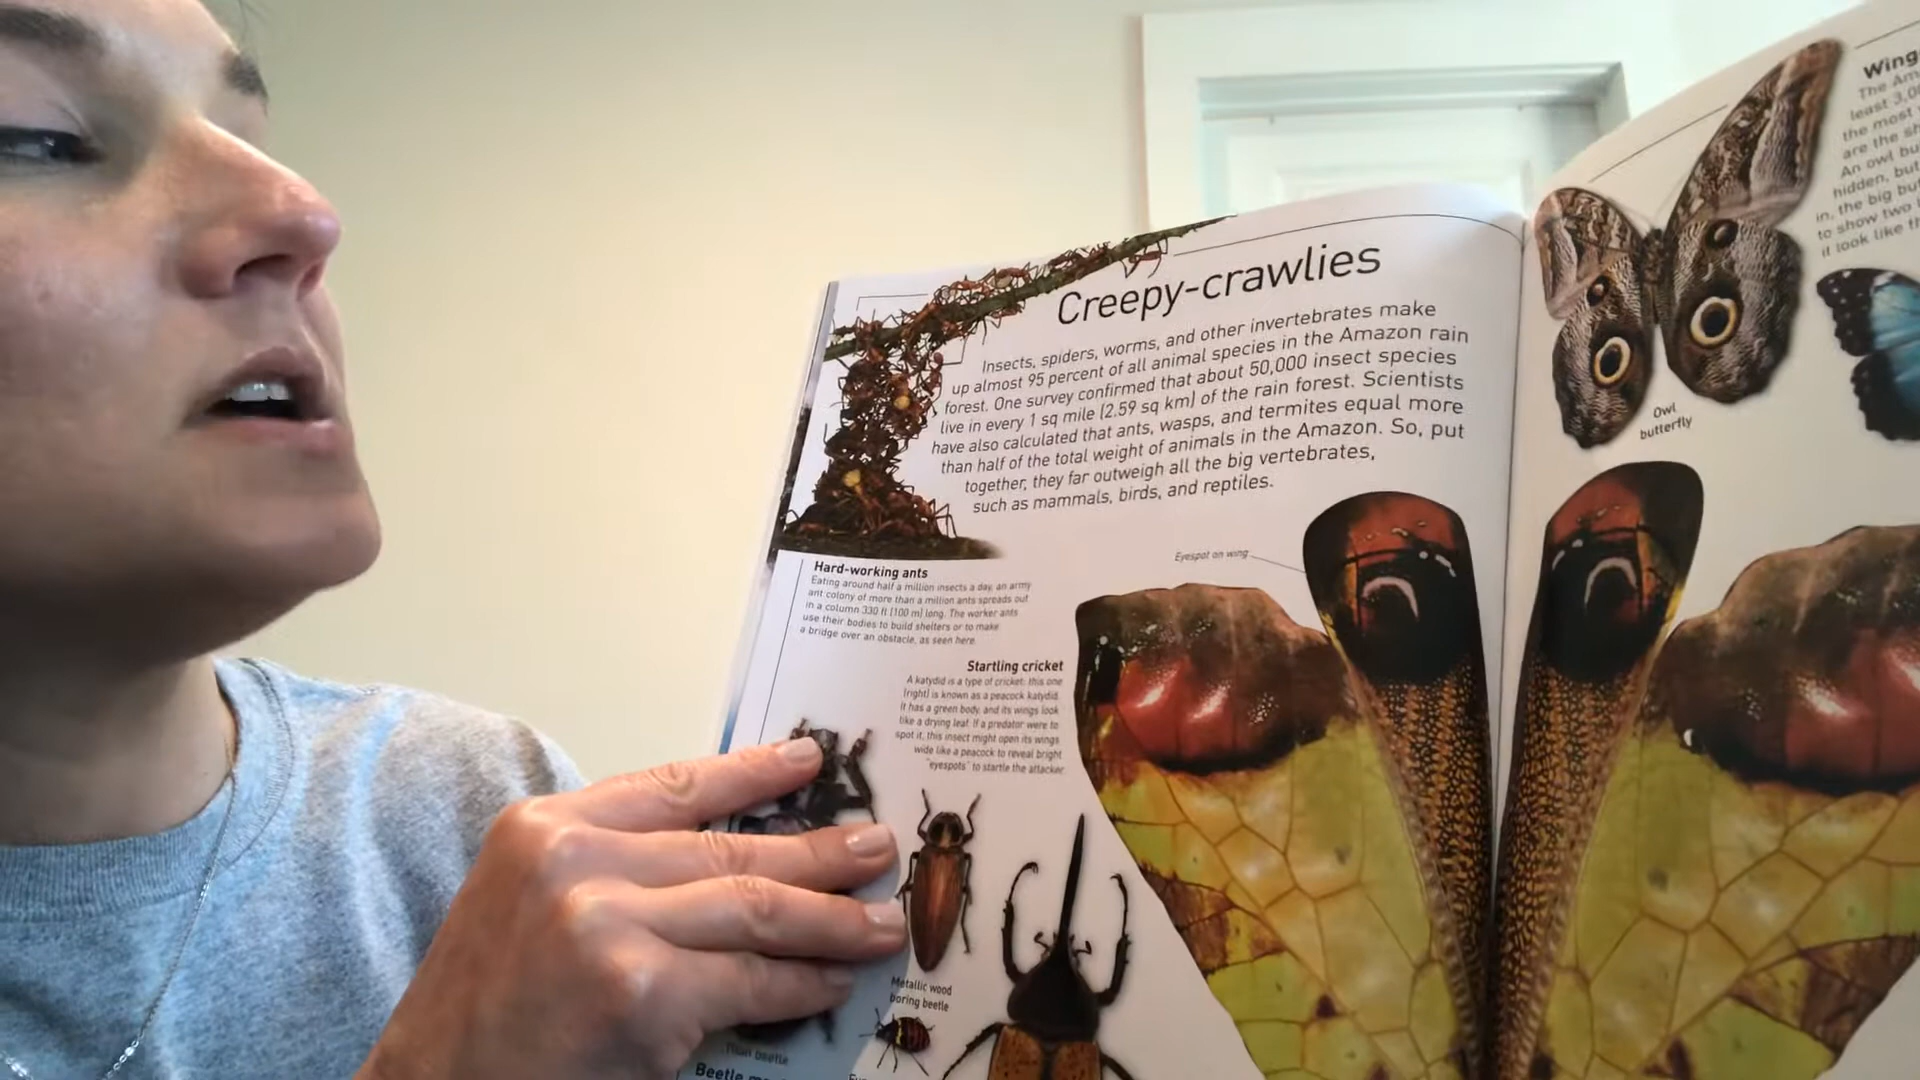 Creepy-crawlies
Insects, spiders, worms, and other invertebrates make
up almost 95 percent of all animal species in the Amazon rain
forest. One survey confirmed that about 50,000 insect species
live in every 1 sq mile (2.59 sq km) of the rain forest. Scientists
have also calculated that ants, wasps, and termites equal more
than half of the total weight of animals in the Amazon. So, put
together, they far outweigh all the big vertebrates,
such as mammals, birds, and reptiles.
Hard-working ants
Eating around half a million insects a day, an army
ant colony of more than a million ants spreads out
in a column 330 ft (100 m) long. The worker ants
use their bodies to build shelters or to make
a bridge over an obstacle, as seen here.
Eyespot on wing
Startling cricket
A katydid is a type of cricket; this one
(right) is known as a peacock katydid.
It has a green body, and its wings look
like a drying leaf. If a predator were to
spot it, this insect might open its wings
wide like a peacock to reveal bright
"eyespots" to startle the attacker.
Metallic wood
boring beetle
Titan beetle
Beetle
Wing
The Am
least 3,0
the most
are the sh
An owl bu
hidden, but
in, the big but
to show two
it look like th
Owl
butterfly